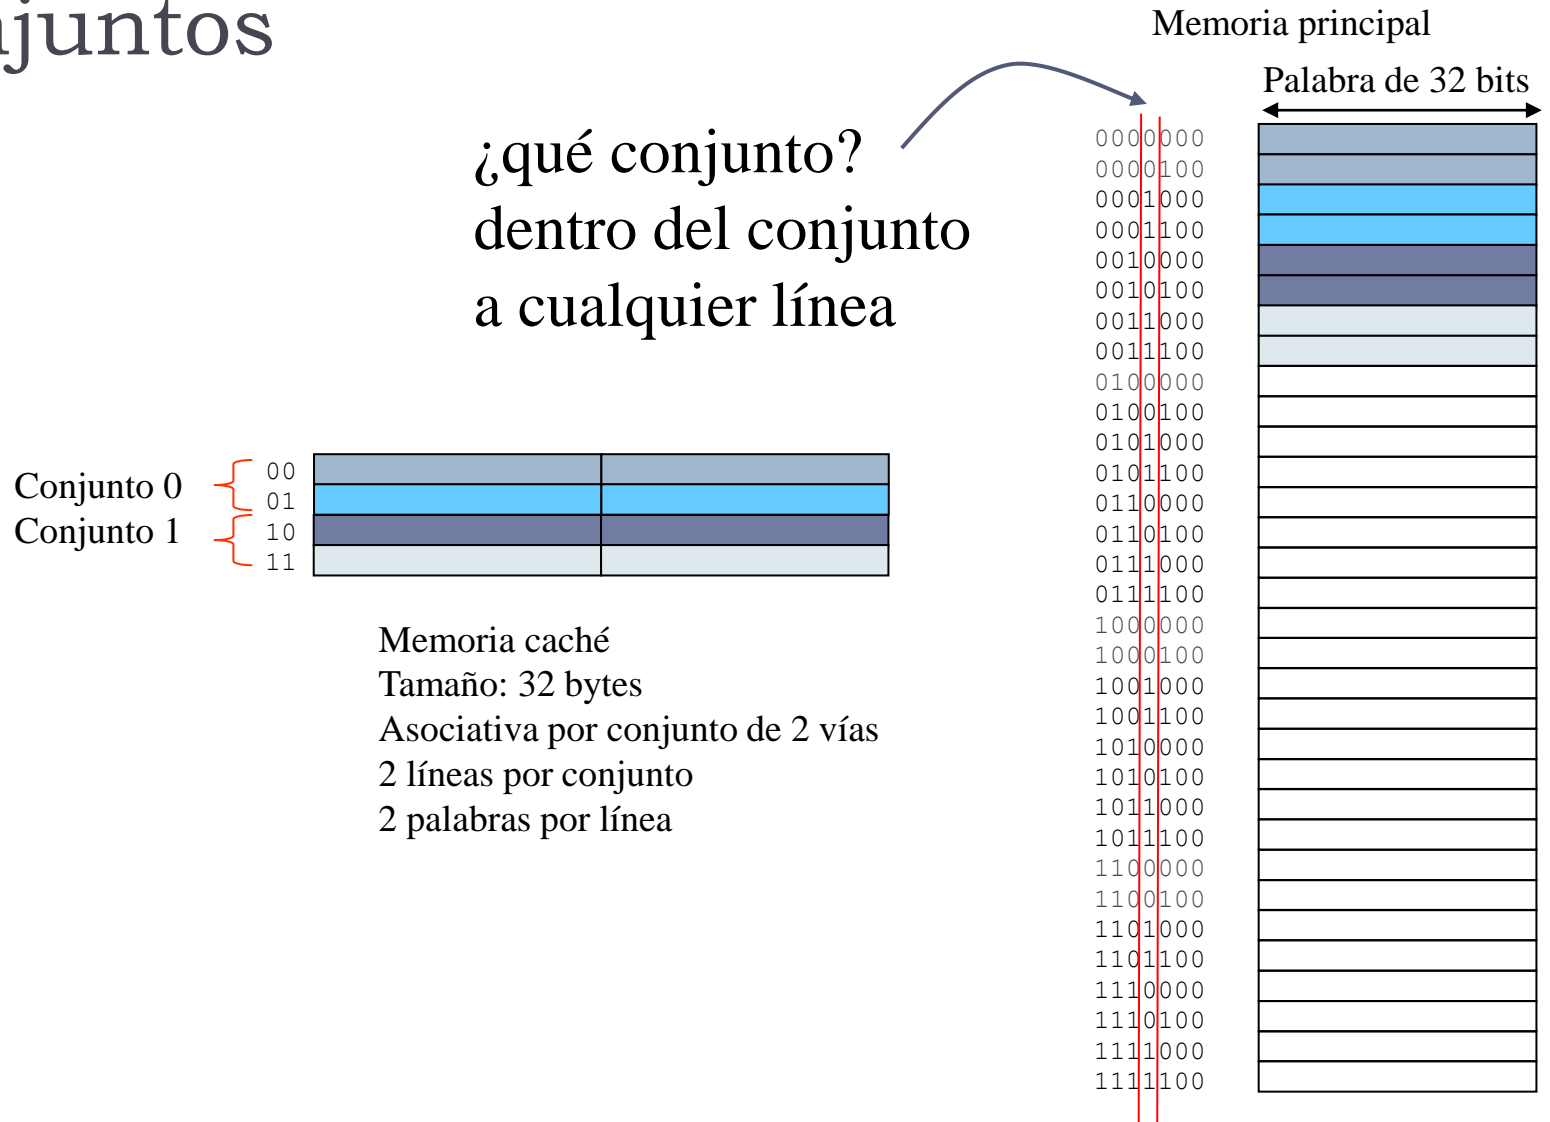 juntos
Memoria principal
Palabra de 32 bits
¿qué conjunto?
dentro del conjunto
a cualquier línea
0000000
0000100
0001000
0001100
0010000
0010100
0011000
0011100
0100000
0100100
0101000
0101100
0110000
0110100
0111000
0111100
1000000
1000100
1001000
1001100
1010000
1010100
1011000
1011100
1100000
1100100
1101000
1101100
1110000
1110100
1111000
1111100
Conjunto 0
Conjunto 1
00
01
10
11
Memoria caché
Tamaño: 32 bytes
Asociativa por conjunto de 2 vías
2 líneas por conjunto
2 palabras por línea